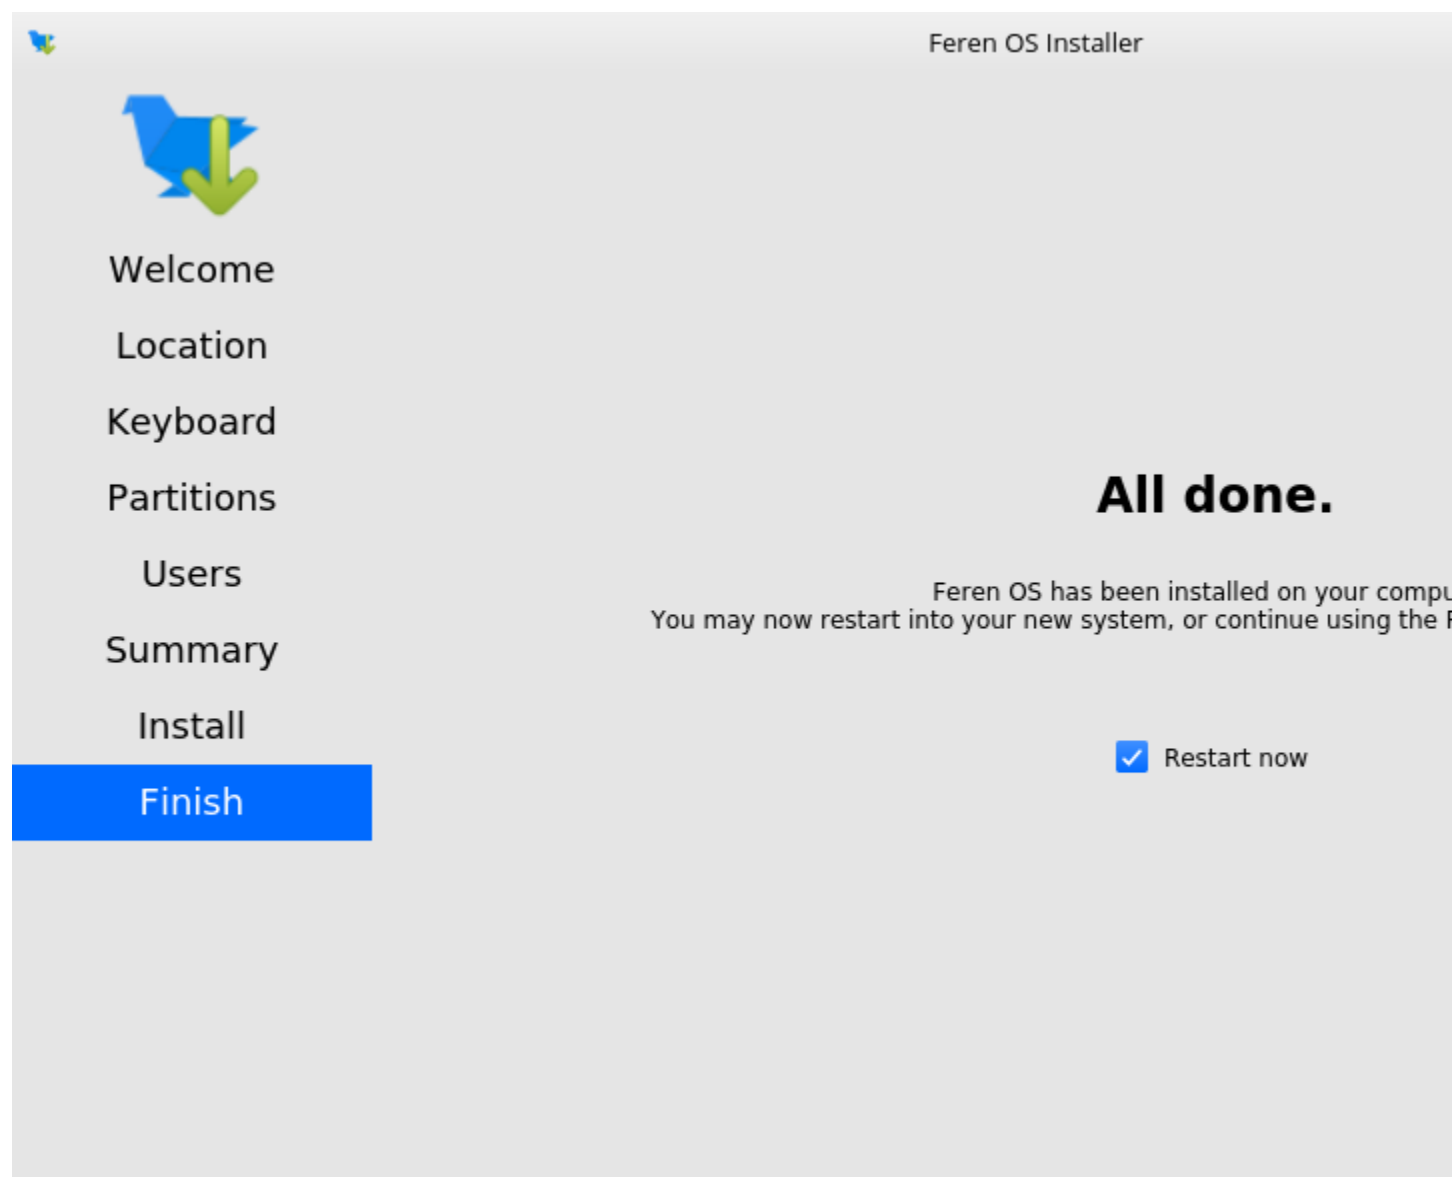 Feren OS Installer
Welcome
Location
Keyboard
Partitions
Users
Summary
Install
Finish
All done.
Feren OS has been installed on your
You may now restart into your new system, or continue using the
Restart now